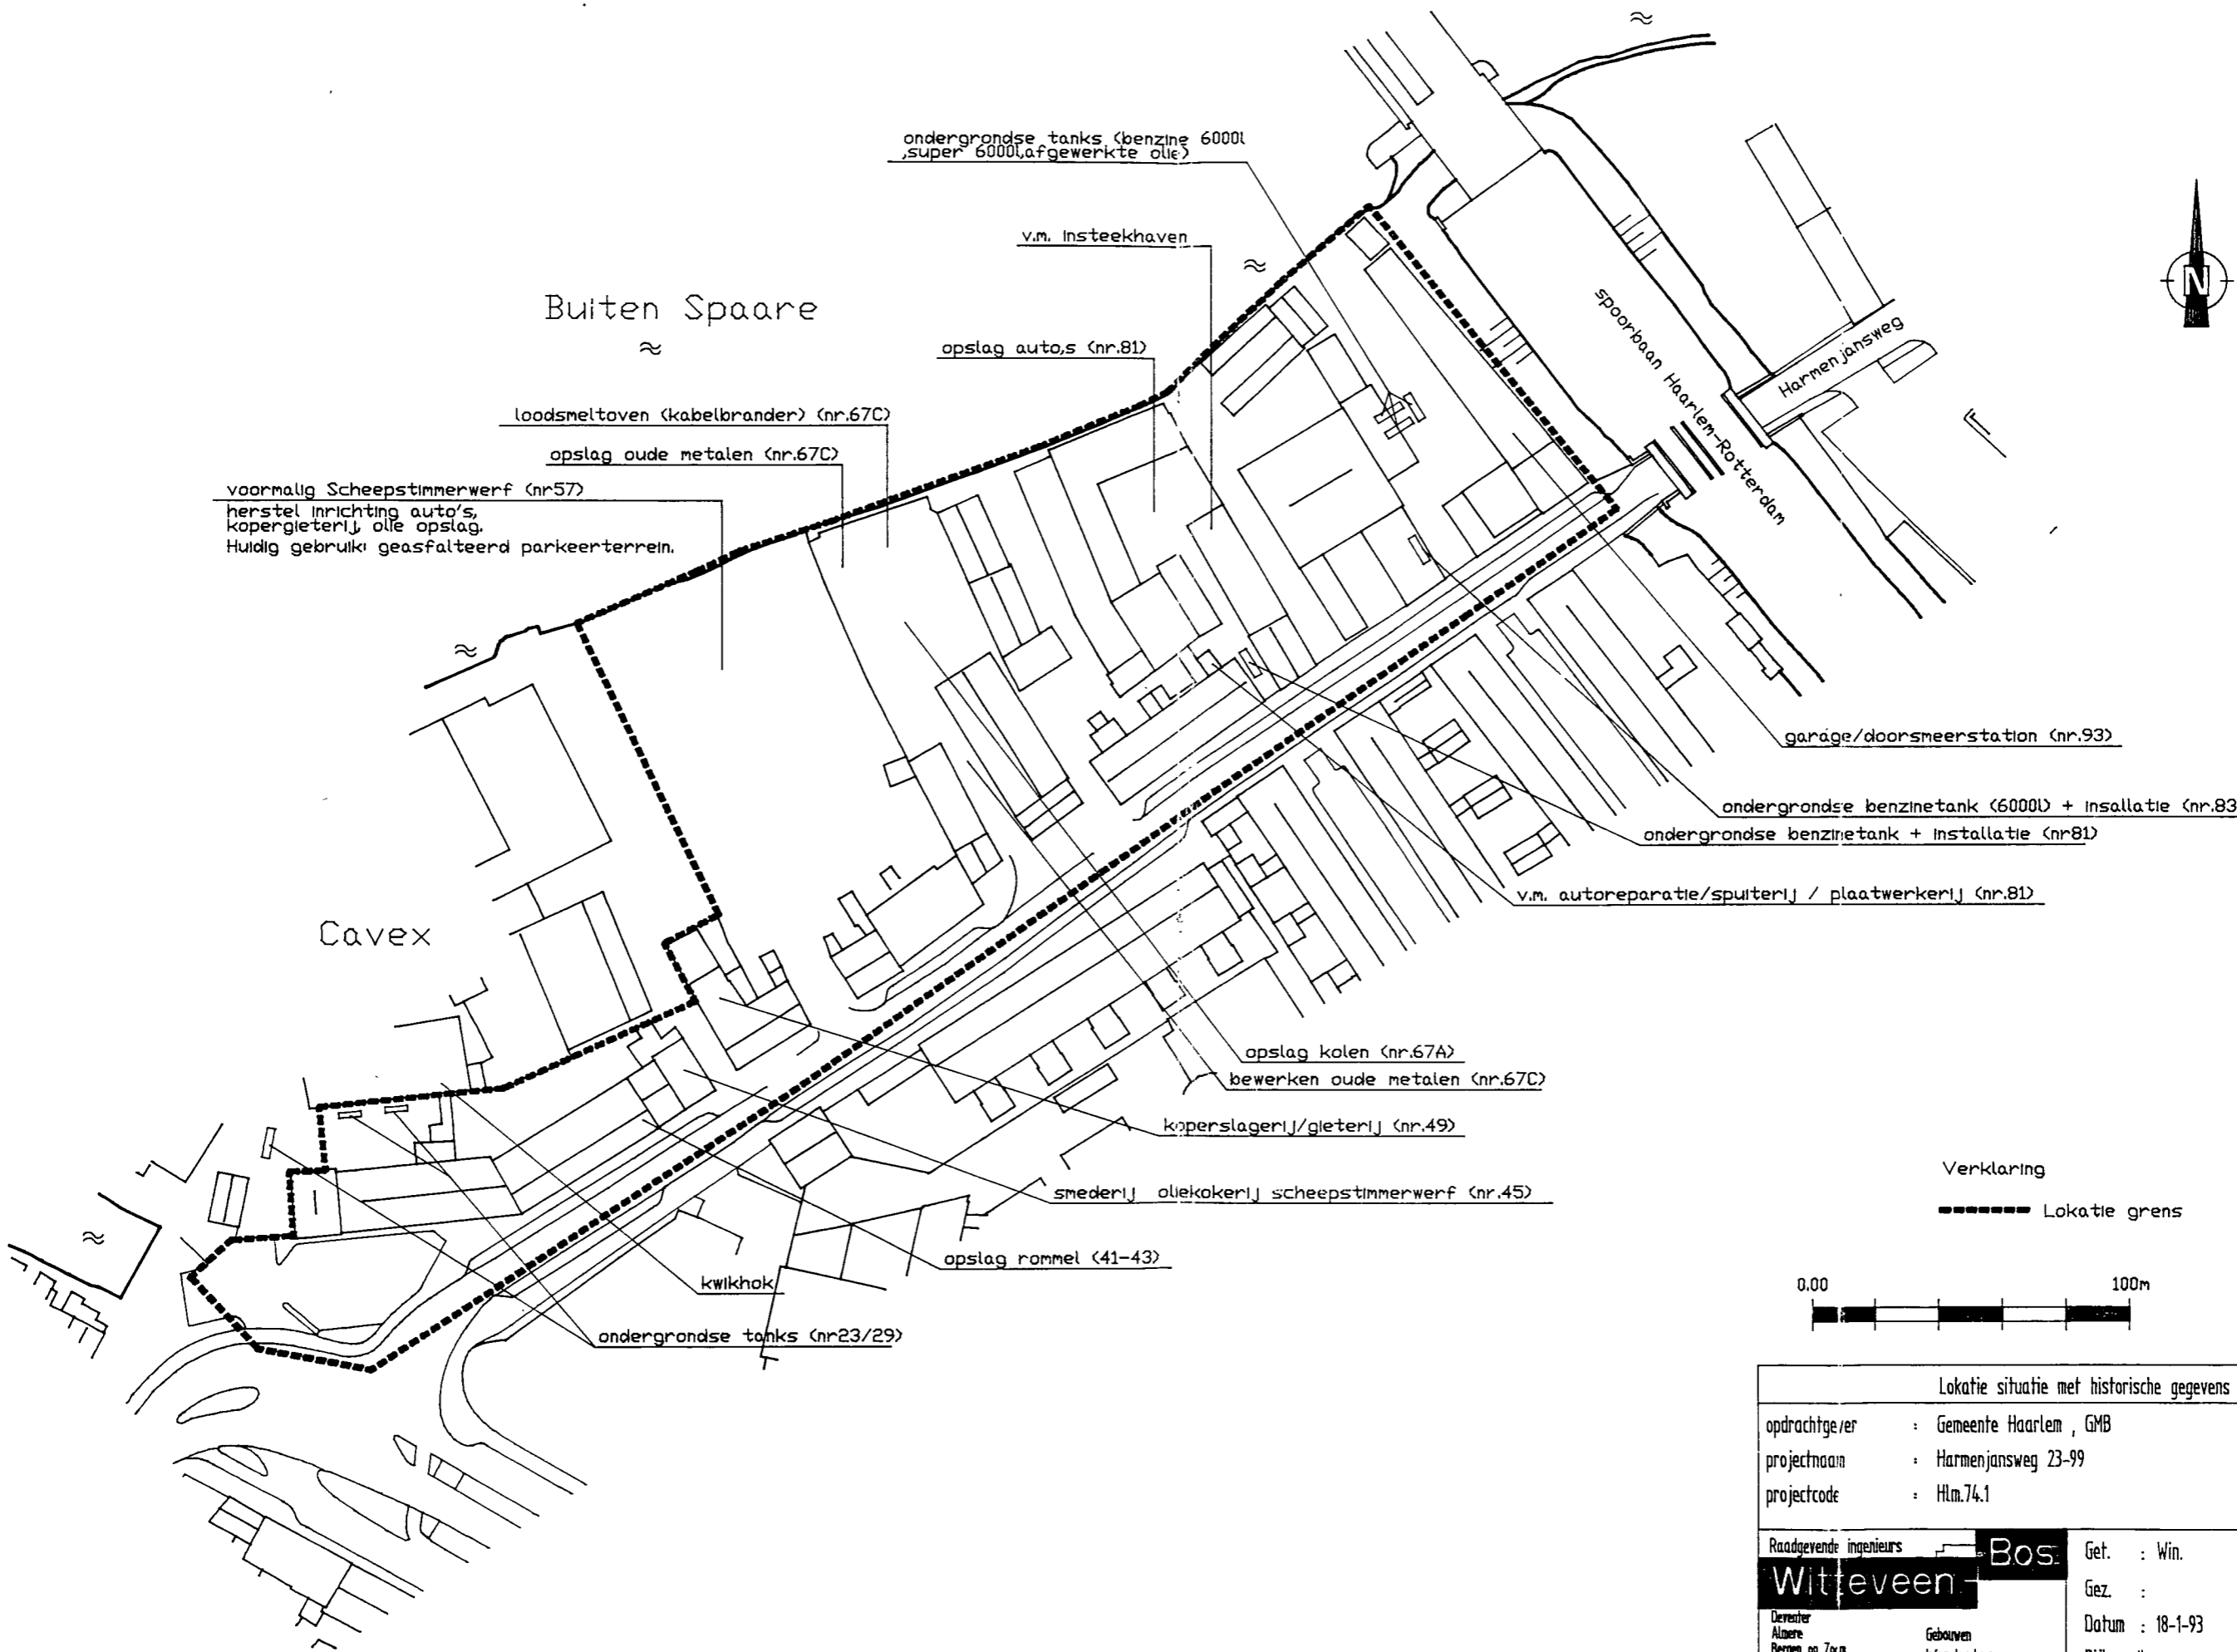 ondergrondse tanks (benzine 6000l
,super 6000l,afgewerkte olie)
v.m. insteekhaven
Buiten Spaare
opslag auto,s (nr.81)
loodsmeltoven (kabelbrander) (nr.67C)
opslag oude metalen (nr.67C)
voormalig Scheepstimmerwerf (nr57)
herstel inrichting auto's,
kopergieterij, olie opslag.
Huidig gebruik: geasfalteerd parkeerterrein.
N
spoorbaan Haarlem-Rotterdam
Harmenjansweg
garage/doorsmeerstation (nr.93)
ondergrondse benzinetank (6000l) + insallatie (nr.83
ondergrondse benzinetank + installatie (nr81)
v.m. autoreparatie/spuiterij / plaatwerkerij (nr.81)
Cavex
opslag kolen (nr.67A)
bewerken oude metalen (nr.67C)
koperslagerij/gieterij (nr.49)
smederij oliekokerij scheepstimmerwerf (nr.45)
opslag rommel (41-43)
kwikhok
ondergrondse tanks (nr23/29)
Verklaring
Lokatie grens
0.00 100m
Lokatie situatie met historische gegevens
opdrachtgever : Gemeente Haarlem , GMB
projectnaam : Harmenjansweg 23-99
projectcode : Hlm.74.1
Raadgevende ingenieurs
Bos
Witteveen
Deventer
Almere
Bergen op Zoom
Gebouwen
Get. : Win.
Gez. :
Datum : 18-1-93